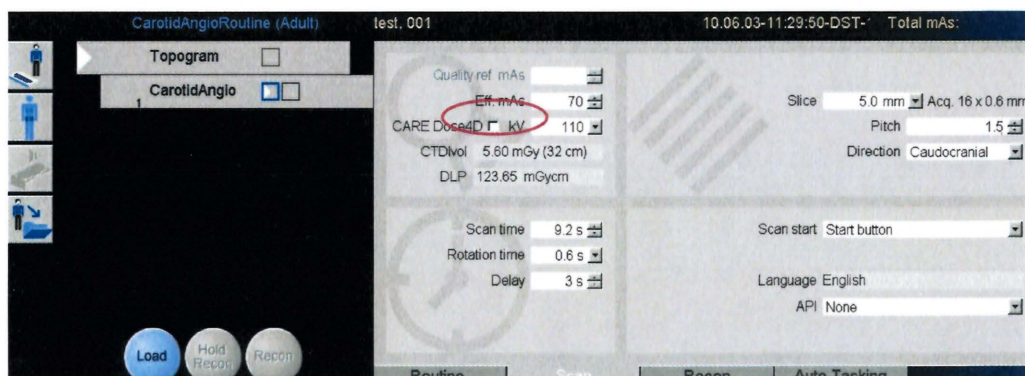 CarotidAngioRoutine (Adult) test, 001 10.06.03-11:29:50-DST- Total mAs:
Topogram
1 CarotidAngio
Quality ref. mAs
Eff. mAs 70
CARE Dose4D kV 110
CTDIvol 5.60 mGy (32 cm)
DLP 123.65 mGycm
Slice 5.0 mm Acq. 16 x 0.6 mm
Pitch 1.5
Direction Caudocranial
Scan time 9.2 s
Rotation time 0.6 s
Delay 3 s
Scan start Start button
Language English
API None
Load Hold Recon Recon
Routine Scan Recon Auto Tasking